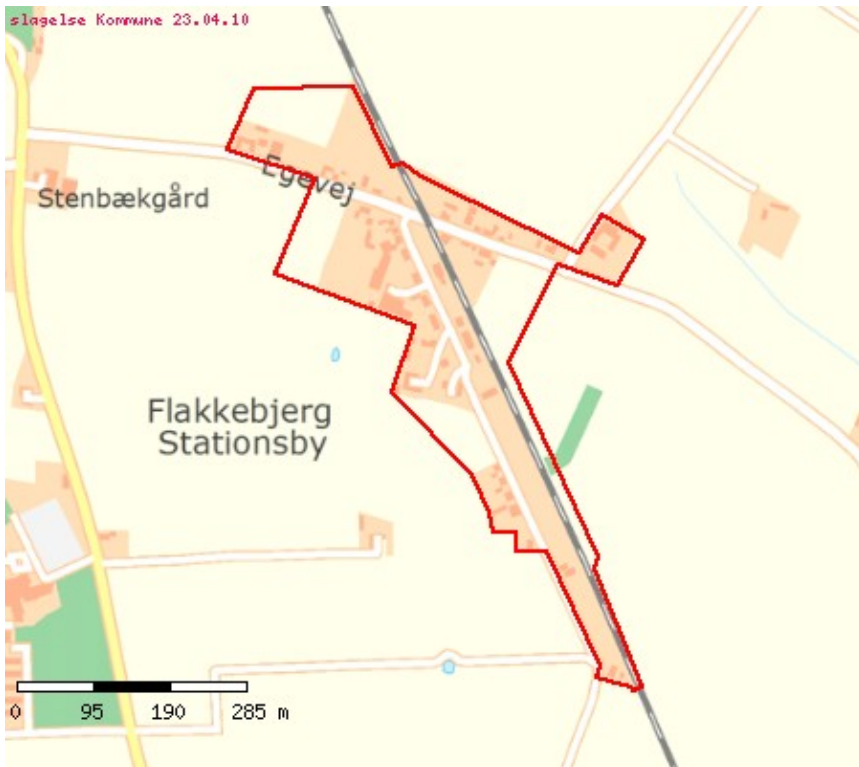 slagelse Kommune 23.04.10
Egevej
Stenbækgård
Flakkebjerg
Stationsby
0 95 190 285 m